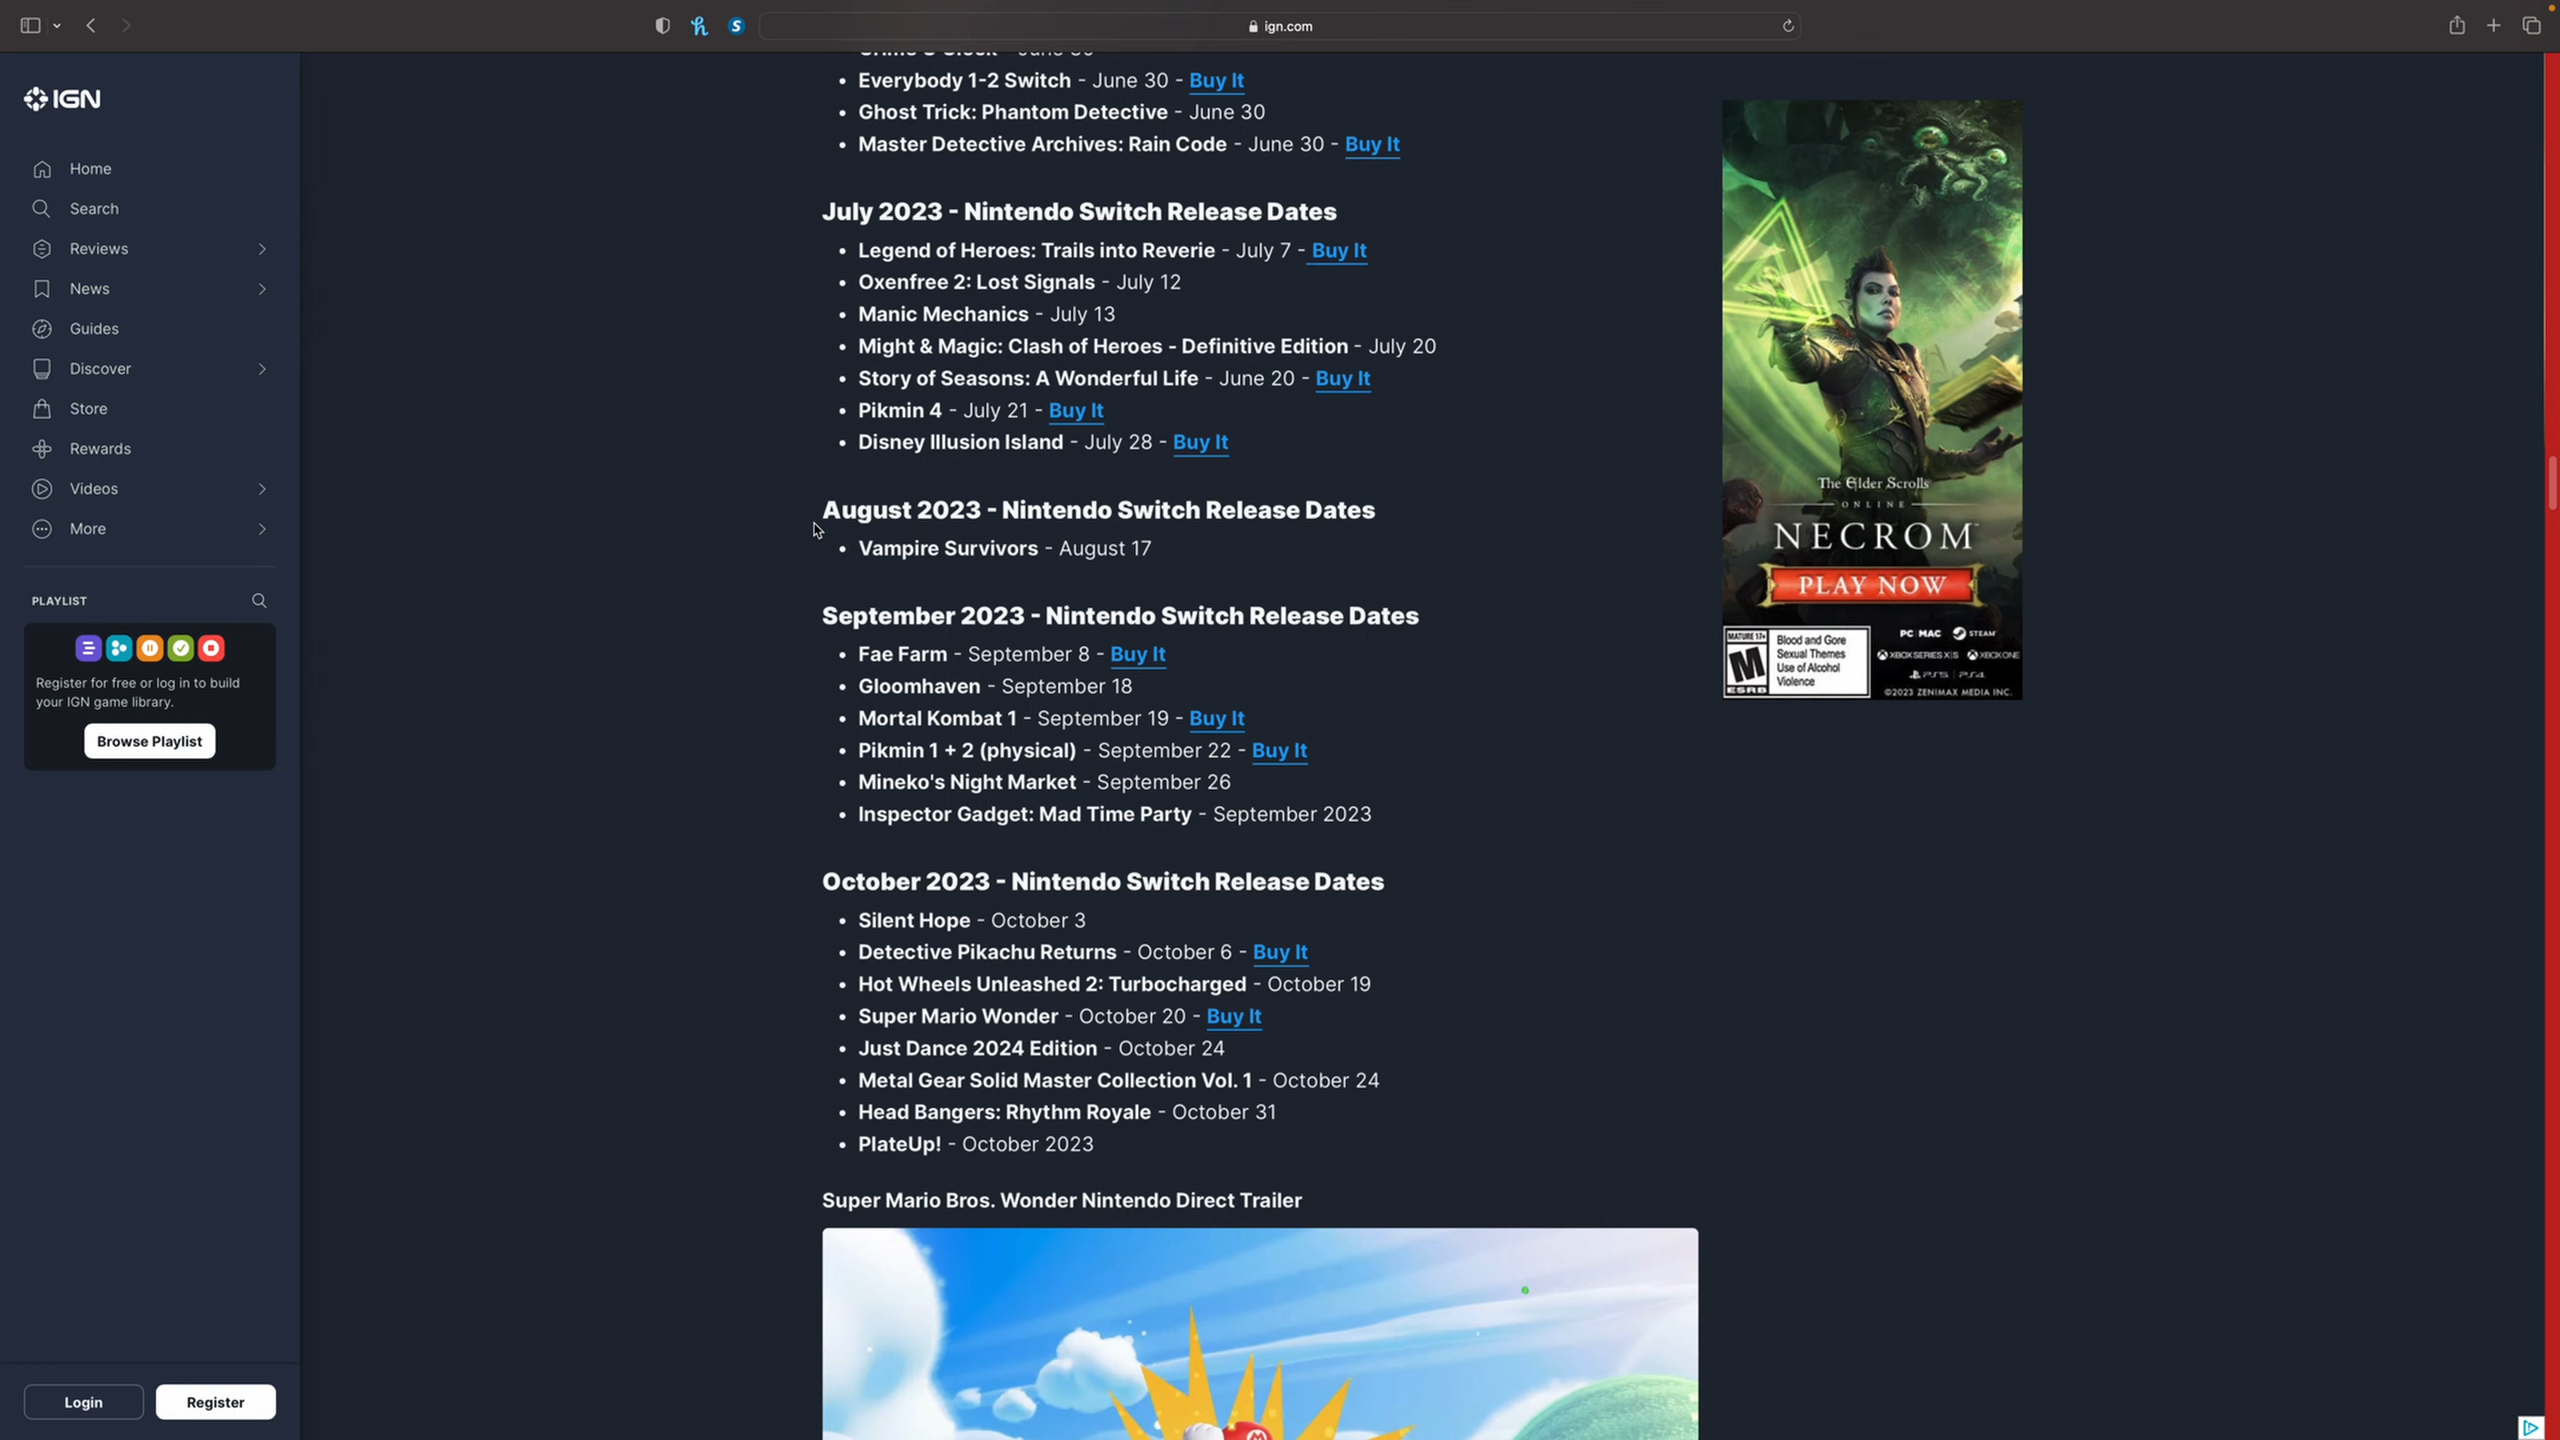 ign.com
IGN
Home
Search
Reviews
News
Guides
Discover
Store
Rewards
Videos
More
PLAYLIST
Register for free or log in to build
your IGN game library.
Browse Playlist
Login
Register
• Everybody 1-2 Switch - June 30 - Buy It
• Ghost Trick: Phantom Detective - June 30
• Master Detective Archives: Rain Code - June 30 - Buy It
July 2023 - Nintendo Switch Release Dates
• Legend of Heroes: Trails into Reverie - July 7 - Buy It
• Oxenfree 2: Lost Signals - July 12
• Manic Mechanics - July 13
• Might & Magic: Clash of Heroes - Definitive Edition - July 20
• Story of Seasons: A Wonderful Life - June 20 - Buy It
• Pikmin 4 - July 21 - Buy It
• Disney Illusion Island - July 28 - Buy It
August 2023 - Nintendo Switch Release Dates
• Vampire Survivors - August 17
September 2023 - Nintendo Switch Release Dates
• Fae Farm - September 8 - Buy It
• Gloomhaven - September 18
• Mortal Kombat 1 - September 19 - Buy It
• Pikmin 1 + 2 (physical) - September 22 - Buy It
• Mineko's Night Market - September 26
• Inspector Gadget: Mad Time Party - September 2023
October 2023 - Nintendo Switch Release Dates
• Silent Hope - October 3
• Detective Pikachu Returns - October 6 - Buy It
• Hot Wheels Unleashed 2: Turbocharged - October 19
• Super Mario Wonder - October 20 - Buy It
• Just Dance 2024 Edition - October 24
• Metal Gear Solid Master Collection Vol. 1 - October 24
• Head Bangers: Rhythm Royale - October 31
• PlateUp! - October 2023
Super Mario Bros. Wonder Nintendo Direct Trailer
The Elder Scrolls
ONLINE
NECROM
PLAY NOW
MATURE 17+
M
ESRB
Blood and Gore
Sexual Themes
Use of Alcohol
Violence
PC | MAC STEAM
XBOX SERIES X|S XBOX ONE
PS5 | PS4
©2023 ZENIMAX MEDIA INC.